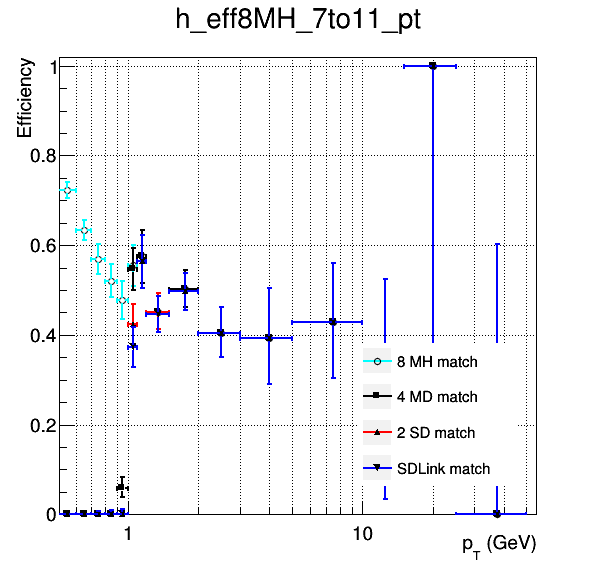 h_eff8MH_7to11_pt
Efficiency
1
0.8
0.6
0.4
0.2
0
8 MH match
4 MD match
2 SD match
SDLink match
1
10
p_T (GeV)